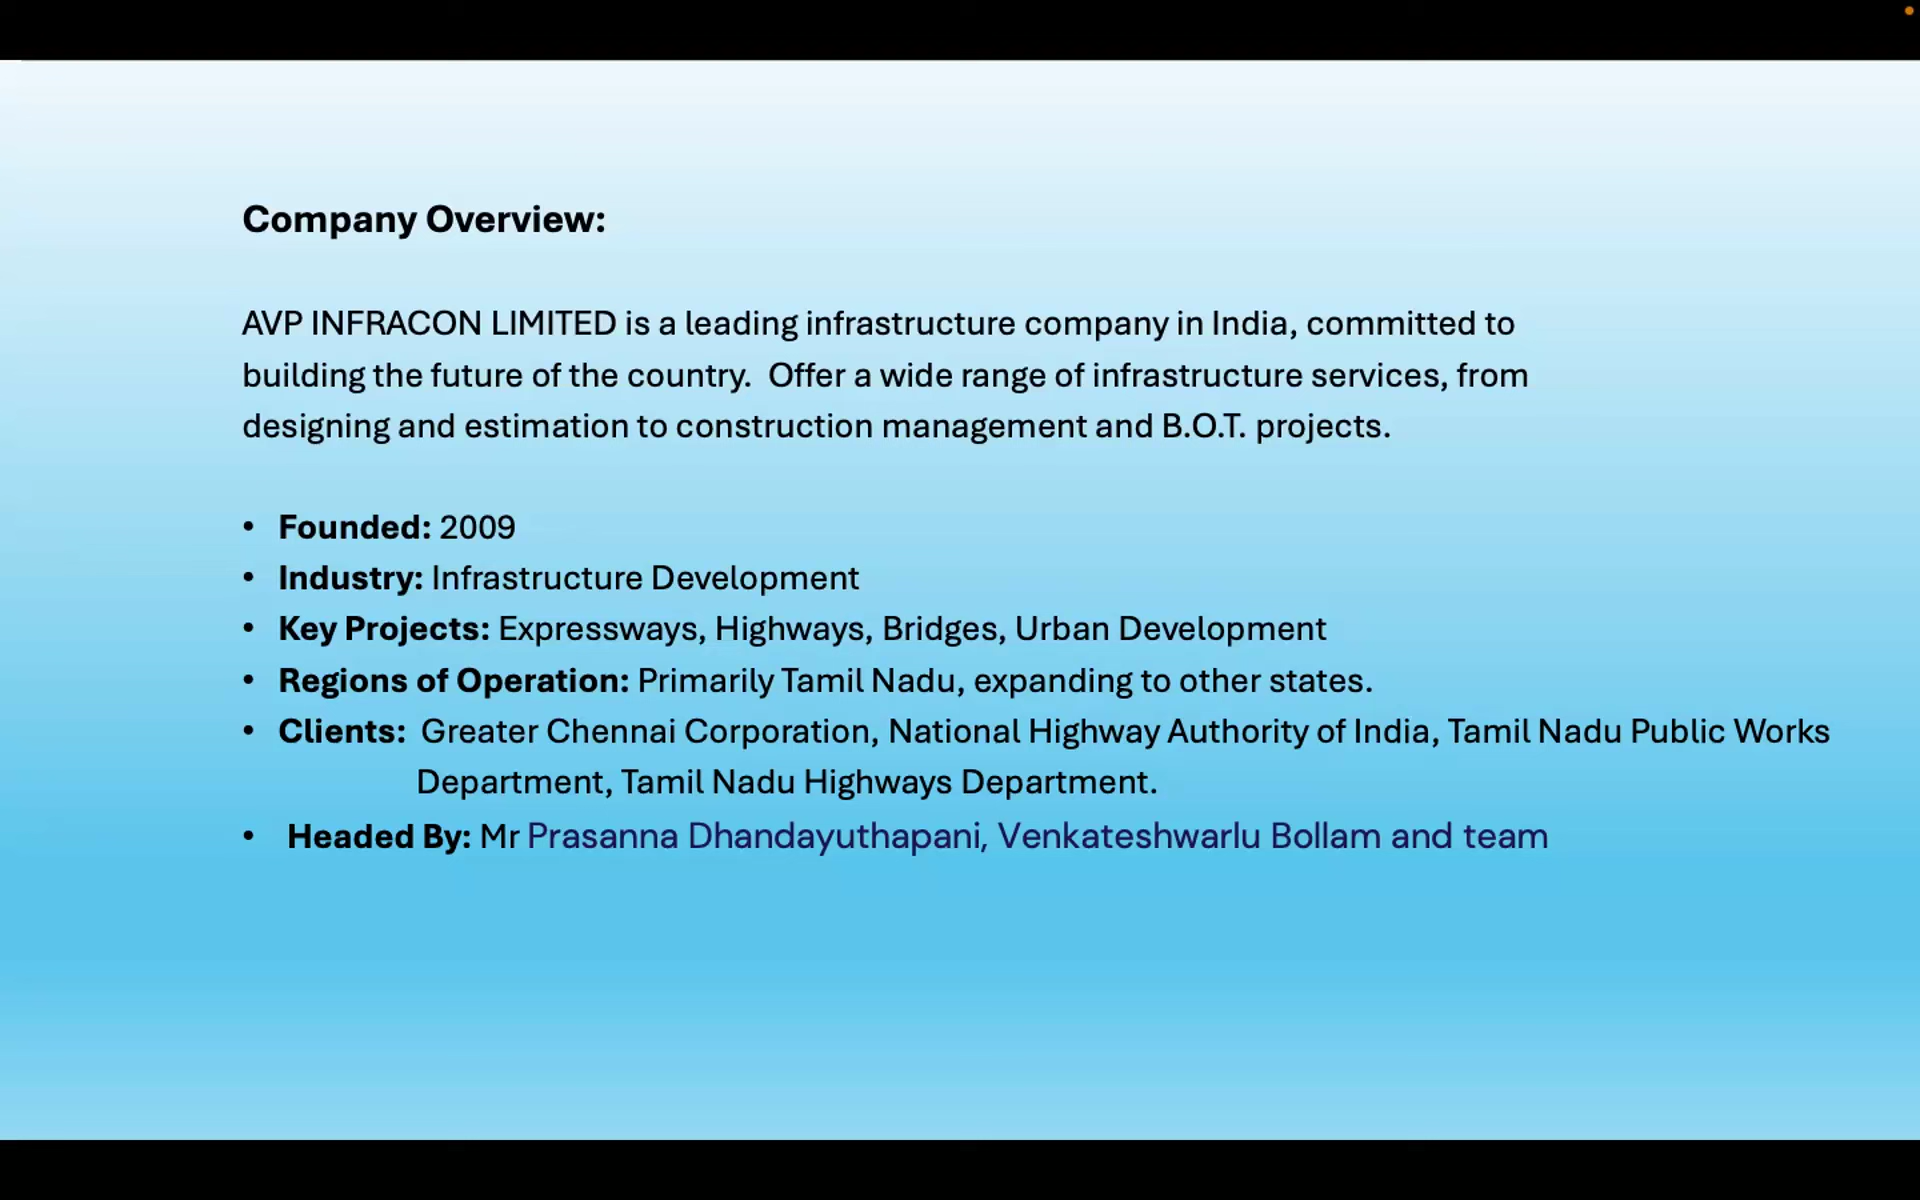 Company Overview:
AVP INFRACON LIMITED is a leading infrastructure company in India, committed to
building the future of the country.  Offer a wide range of infrastructure services, from
designing and estimation to construction management and B.O.T. projects.
• Founded: 2009
• Industry: Infrastructure Development
• Key Projects: Expressways, Highways, Bridges, Urban Development
• Regions of Operation: Primarily Tamil Nadu, expanding to other states.
• Clients:  Greater Chennai Corporation, National Highway Authority of India, Tamil Nadu Public Works
Department, Tamil Nadu Highways Department.
• Headed By: Mr Prasanna Dhandayuthapani, Venkateshwarlu Bollam and team